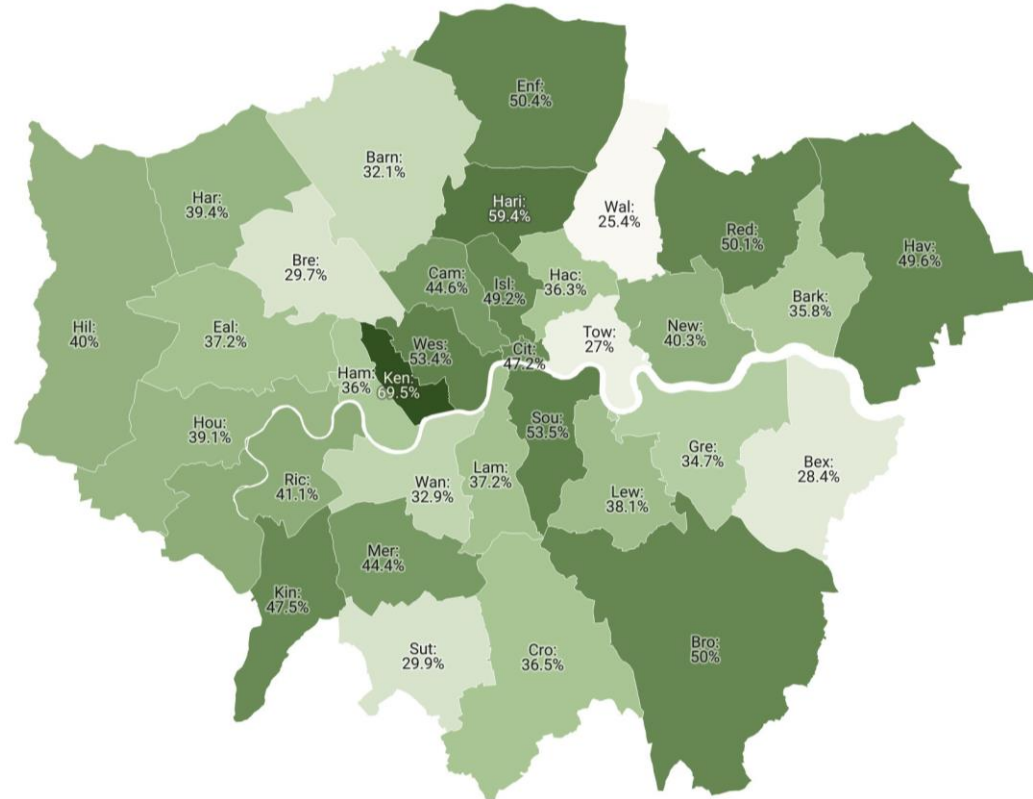 Enf:
50.4%
Barn:
32.1%
Har:
39.4%
Hari:
59.4%
Wal:
25.4%
Red:
50.1%
Hav:
49.6%
Bre:
29.7%
Cam:
44.6%
Isl:
49.2%
Hac:
36.3%
Bark:
35.8%
Hil:
40%
Eal:
37.2%
Wes:
53.4%
Cit:
47.2%
Tow:
27%
New:
40.3%
Ham:
36%
Ken:
69.5%
Hou:
39.1%
Sou:
53.5%
Gre:
34.7%
Bex:
28.4%
Ric:
41.1%
Wan:
32.9%
Lam:
37.2%
Lew:
38.1%
Mer:
44.4%
Kin:
47.5%
Sut:
29.9%
Cro:
36.5%
Bro:
50%